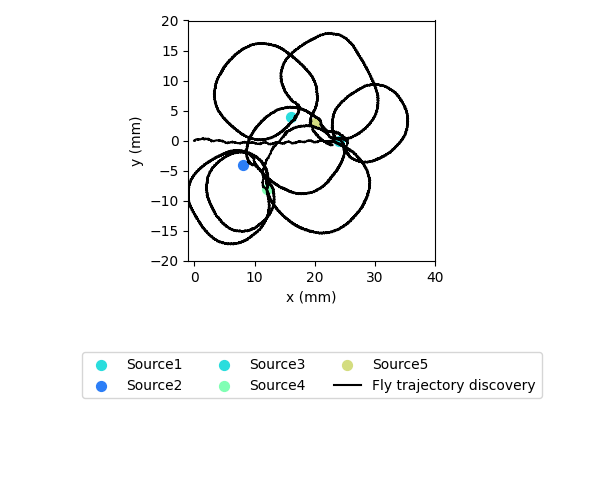 20
15
10
5
0
−5
−10
−15
−20
y (mm)
0 10 20 30 40
x (mm)
Source1 Source3 Source5
Source2 Source4 Fly trajectory discovery